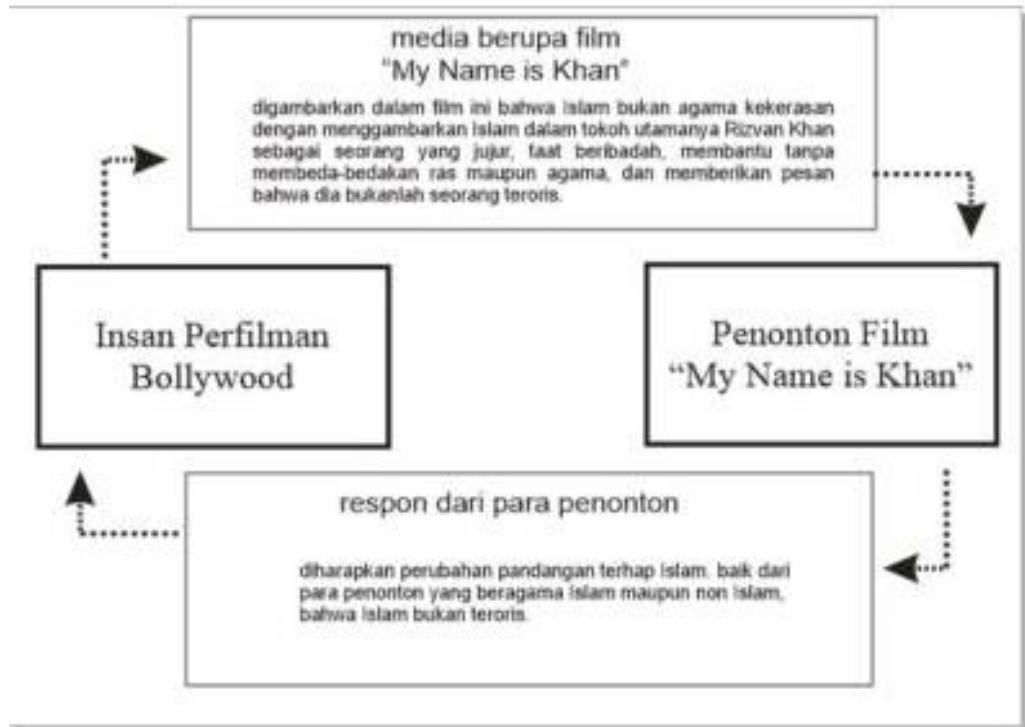 media berupa film
"My Name is Khan"
digambarkan dalam film ini bahwa Islam bukan agama kekerasan
dengan menggambarkan Islam dalam tokoh utamanya Rizvan Khan
sebagai seorang yang jujur, taat beribadah, membantu tanpa
membeda-bedakan ras maupun agama, dan memberikan pesan
bahwa dia bukanlah seorang teroris.
Insan Perfilman
Bollywood
Penonton Film
“My Name is Khan”
respon dari para penonton
diharapkan perubahan pandangan terhap Islam. baik dari
para penonton yang beragama Islam maupun non Islam,
bahwa Islam bukan teroris.